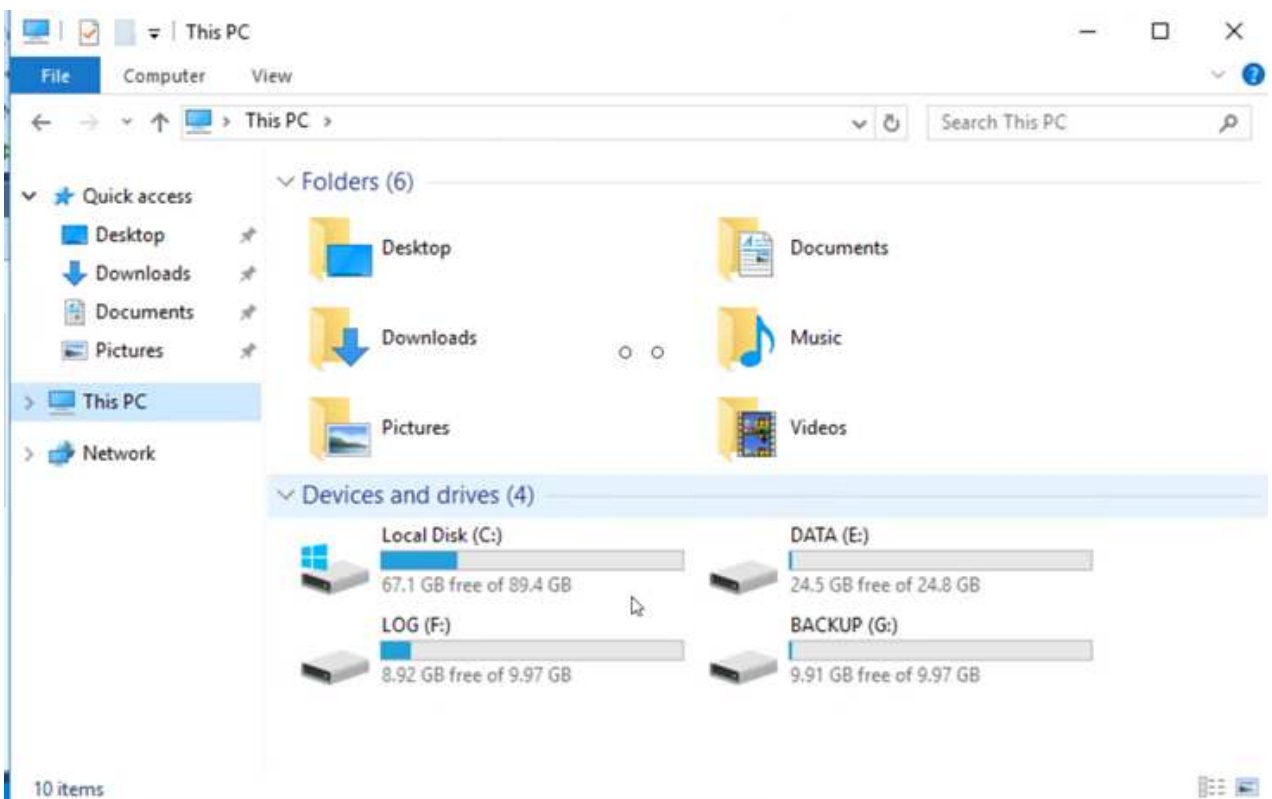 This PC
File Computer View
This PC
Search This PC
Quick access
Desktop
Downloads
Documents
Pictures
This PC
Network
Folders (6)
Desktop
Documents
Downloads
Music
Pictures
Videos
Devices and drives (4)
Local Disk (C:)
67.1 GB free of 89.4 GB
DATA (E:)
24.5 GB free of 24.8 GB
LOG (F:)
8.92 GB free of 9.97 GB
BACKUP (G:)
9.91 GB free of 9.97 GB
10 items